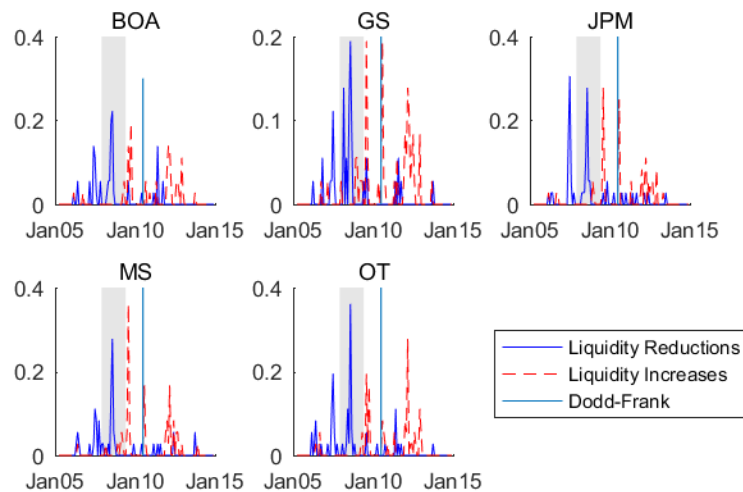 BOA
GS
JPM
0.4
0.2
0
Jan05
Jan10
Jan15
0.2
0.1
0
Jan05
Jan10
Jan15
0.4
0.2
0
Jan05
Jan10
Jan15
MS
OT
0.4
0.2
0
Jan05
Jan10
Jan15
0.4
0.2
0
Jan05
Jan10
Jan15
Liquidity Reductions
Liquidity Increases
Dodd-Frank